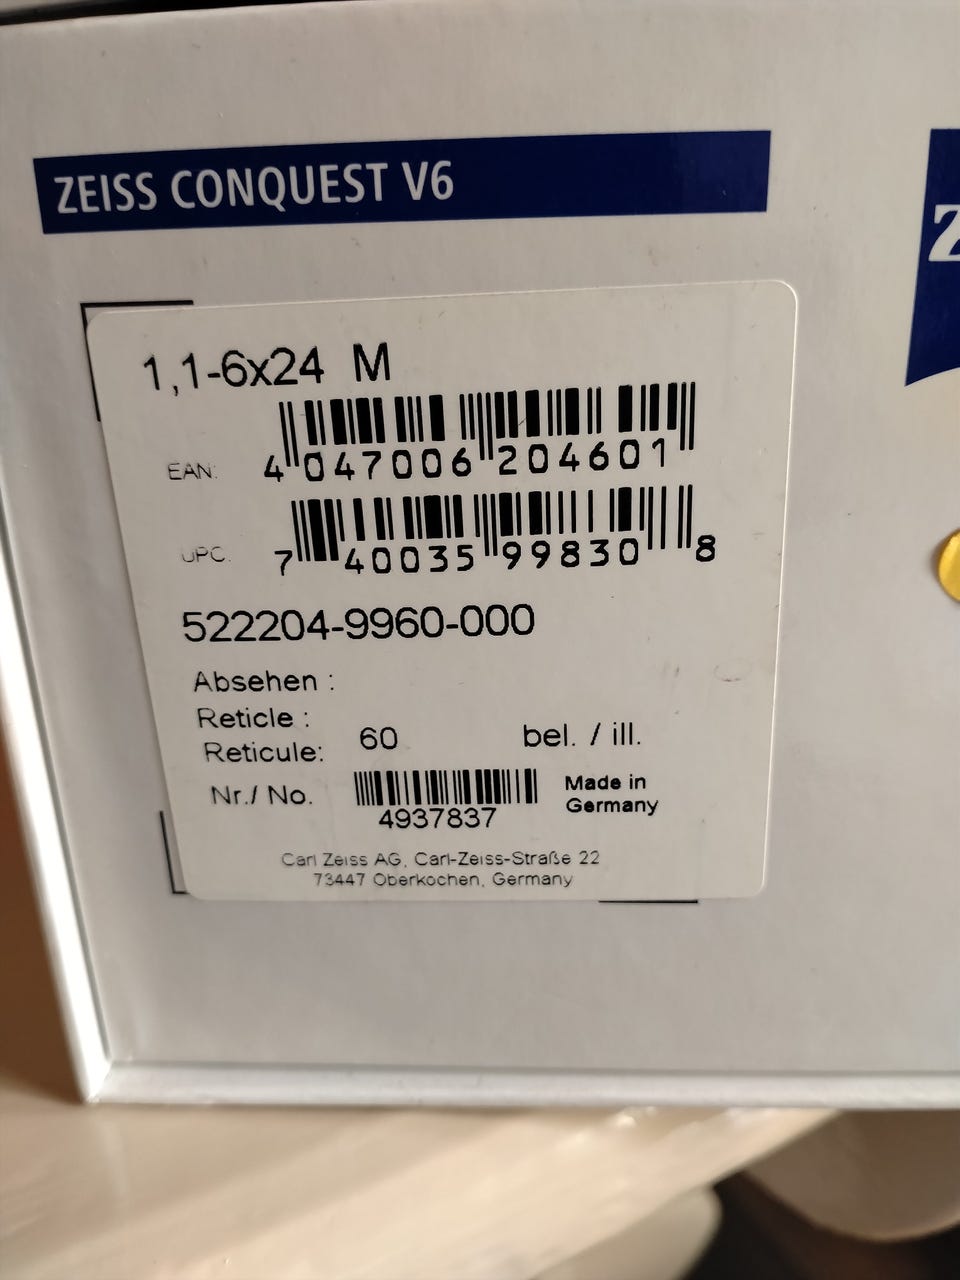 ZEISS CONQUEST V6
Z
1,1-6x24 M
EAN: 4 047006 204601
UPC. 7 40035 99830 8
522204-9960-000
Absehen :
Reticle :
Reticule: 60 bel. / ill.
Nr./ No. 4937837
Made in
Germany
Carl Zeiss AG, Carl-Zeiss-Straße 22
73447 Oberkochen, Germany